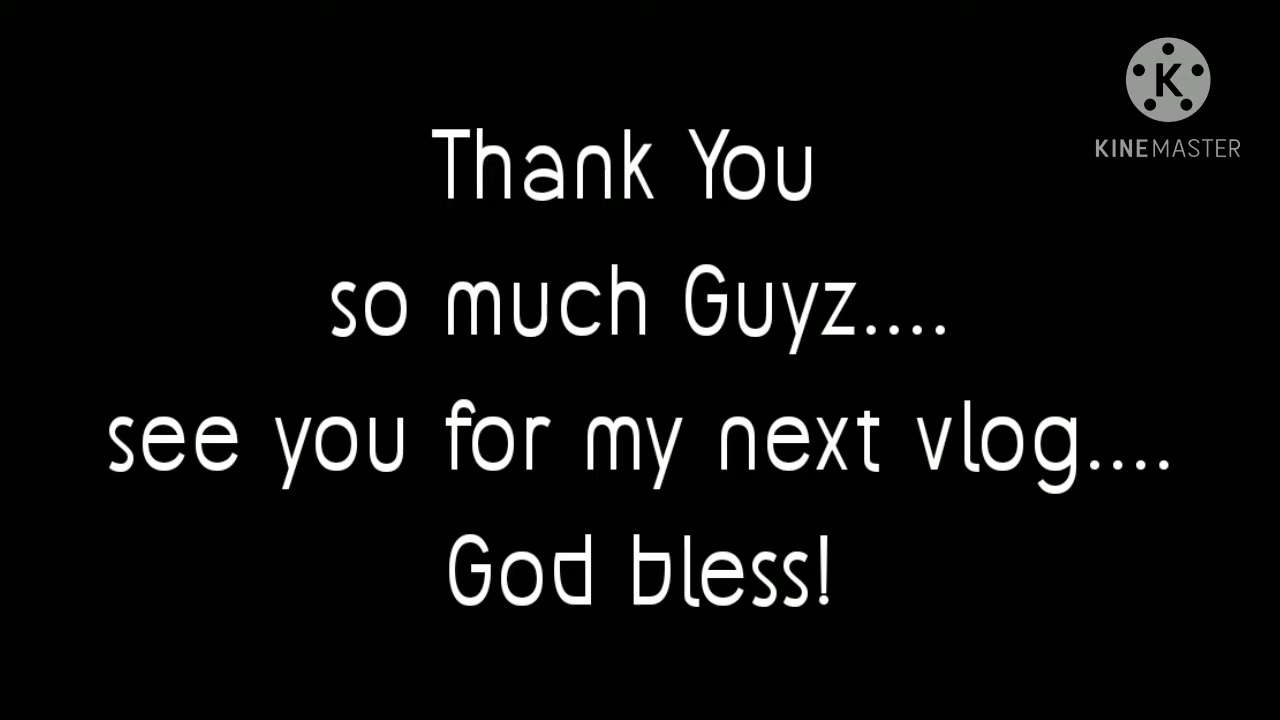 K
KINEMASTER
Thank You
so much Guyz....
see you for my next vlog....
God bless!